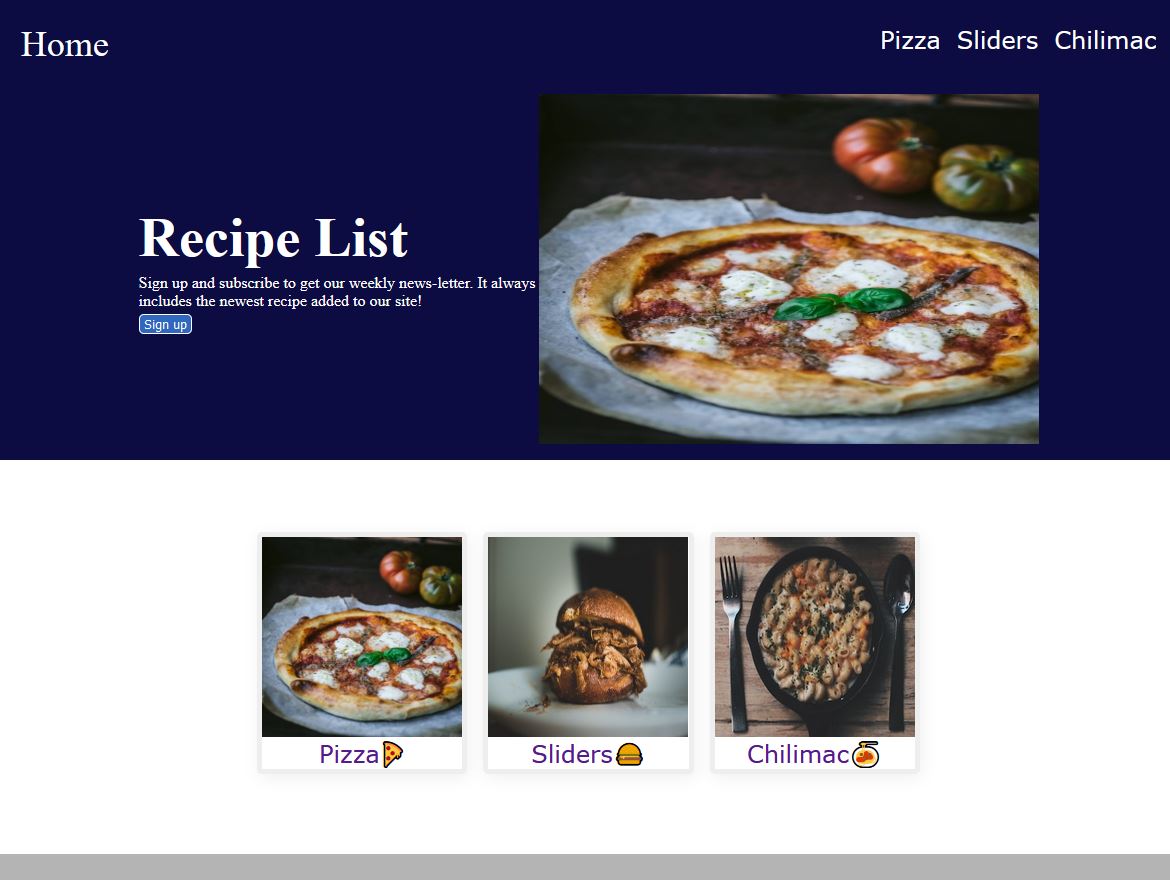 Home
Pizza Sliders Chilimac
Recipe List
Sign up and subscribe to get our weekly news-letter. It always
includes the newest recipe added to our site!
Sign up
Pizza🍕
Sliders🍔
Chilimac🍝